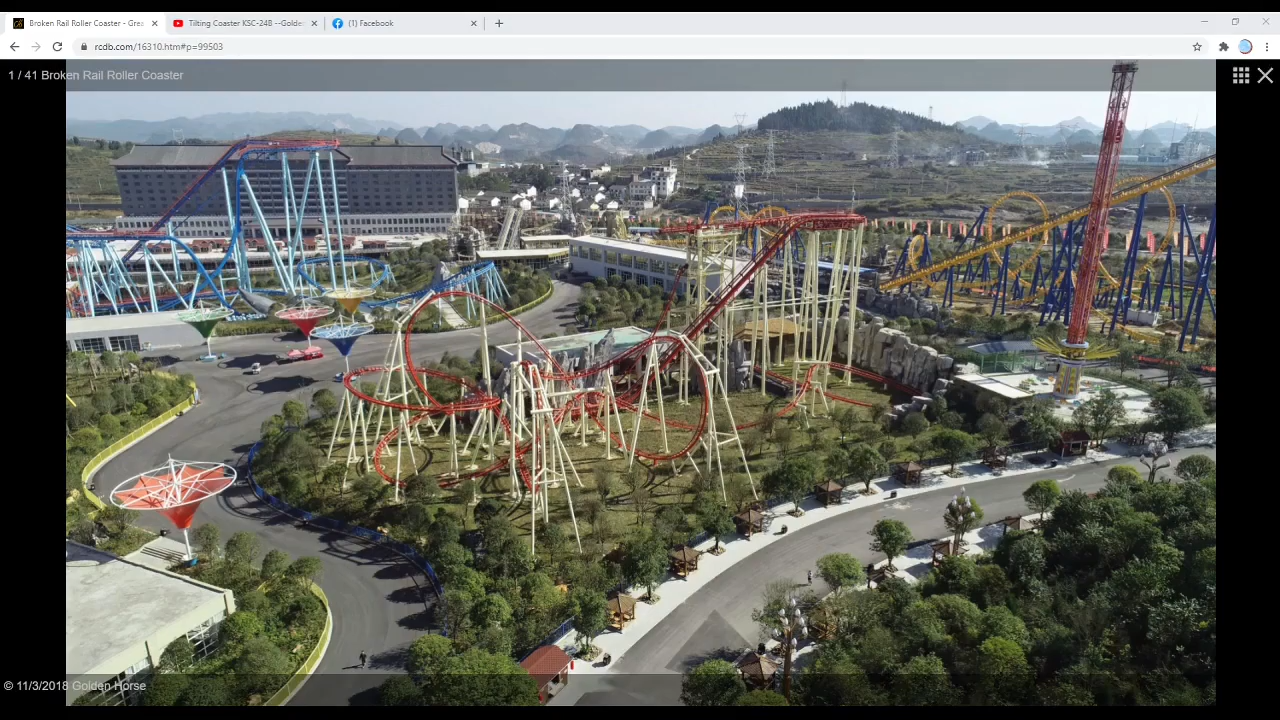 Broken Rail Roller Coaster - Grea
Tilting Coaster KSC-24B --Golde
(1) Facebook
rcdb.com/16310.htm#p=99503
1 / 41 Broken Rail Roller Coaster
© 11/3/2018 Golden Horse